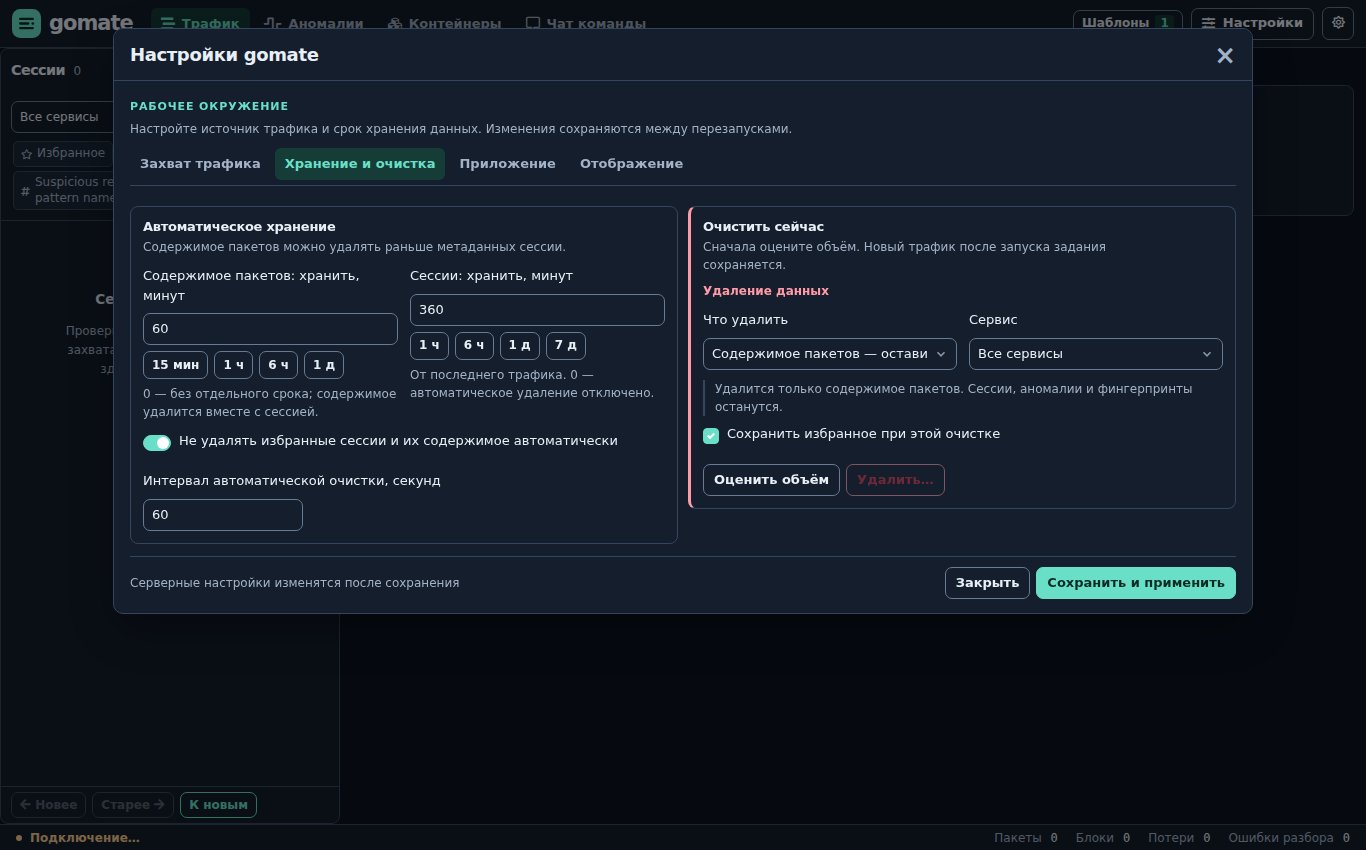 gomate
Трафик
Аномалии
Контейнеры
Чат команды
Шаблоны 1
Настройки
Сессии 0
Все сервисы
Избранное
Suspicious re
pattern name
Се
Провер
захвата
зд
Настройки gomate
РАБОЧЕЕ ОКРУЖЕНИЕ
Настройте источник трафика и срок хранения данных. Изменения сохраняются между перезапусками.
Захват трафика
Хранение и очистка
Приложение
Отображение
Автоматическое хранение
Содержимое пакетов можно удалять раньше метаданных сессии.
Содержимое пакетов: хранить,
минут
60
15 мин 1 ч 6 ч 1 д
0 — без отдельного срока; содержимое
удалится вместе с сессией.
Сессии: хранить, минут
360
1 ч 6 ч 1 д 7 д
От последнего трафика. 0 —
автоматическое удаление отключено.
Не удалять избранные сессии и их содержимое автоматически
Интервал автоматической очистки, секунд
60
Очистить сейчас
Сначала оцените объём. Новый трафик после запуска задания
сохраняется.
Удаление данных
Что удалить
Содержимое пакетов — остави
Сервис
Все сервисы
Удалится только содержимое пакетов. Сессии, аномалии и фингерпринты
останутся.
Сохранить избранное при этой очистке
Оценить объём
Удалить…
Серверные настройки изменятся после сохранения
Закрыть
Сохранить и применить
← Новее
Старее →
К новым
Подключение…
Пакеты 0 Блоки 0 Потери 0 Ошибки разбора 0